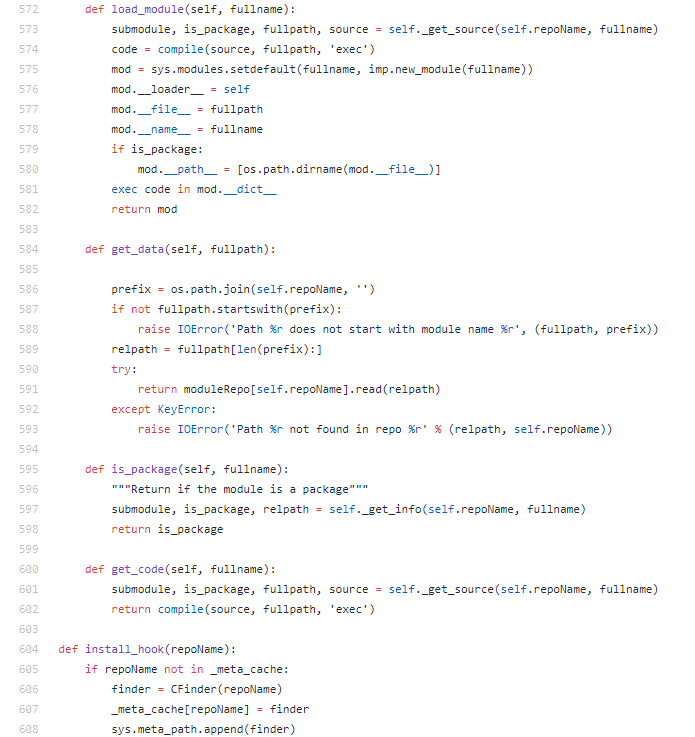 572     def load_module(self, fullname):
573         submodule, is_package, fullpath, source = self._get_source(self.repoName, fullname)
574         code = compile(source, fullpath, 'exec')
575         mod = sys.modules.setdefault(fullname, imp.new_module(fullname))
576         mod.__loader__ = self
577         mod.__file__ = fullpath
578         mod.__name__ = fullname
579         if is_package:
580             mod.__path__ = [os.path.dirname(mod.__file__)]
581         exec code in mod.__dict__
582         return mod
583
584     def get_data(self, fullpath):
585
586         prefix = os.path.join(self.repoName, '')
587         if not fullpath.startswith(prefix):
588             raise IOError('Path %r does not start with module name %r', (fullpath, prefix))
589         relpath = fullpath[len(prefix):]
590         try:
591             return moduleRepo[self.repoName].read(relpath)
592         except KeyError:
593             raise IOError('Path %r not found in repo %r' % (relpath, self.repoName))
594
595     def is_package(self, fullname):
596         """Return if the module is a package"""
597         submodule, is_package, relpath = self._get_info(self.repoName, fullname)
598         return is_package
599
600     def get_code(self, fullname):
601         submodule, is_package, fullpath, source = self._get_source(self.repoName, fullname)
602         return compile(source, fullpath, 'exec')
603
604 def install_hook(repoName):
605     if repoName not in _meta_cache:
606         finder = CFinder(repoName)
607         _meta_cache[repoName] = finder
608         sys.meta_path.append(finder)